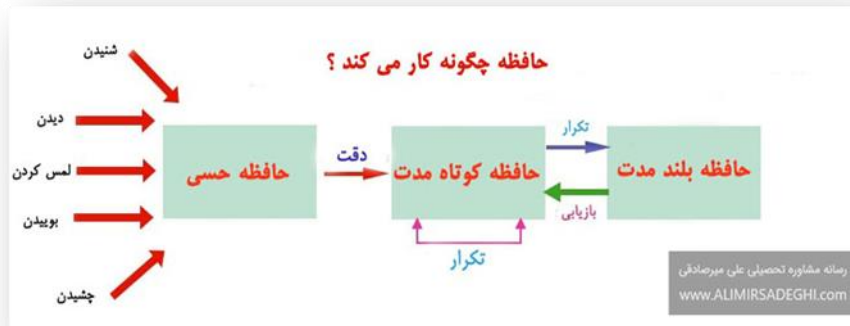 حافظه چگونه کار می کند ؟
شنیدن
دیدن
لمس کردن
بوییدن
چشیدن
حافظه حسی
دقت
حافظه کوتاه مدت
تکرار
تکرار
بازیابی
حافظه بلند مدت
رسانه مشاوره تحصیلی علی میرصادقی
www.ALIMIRSADEGHI.com